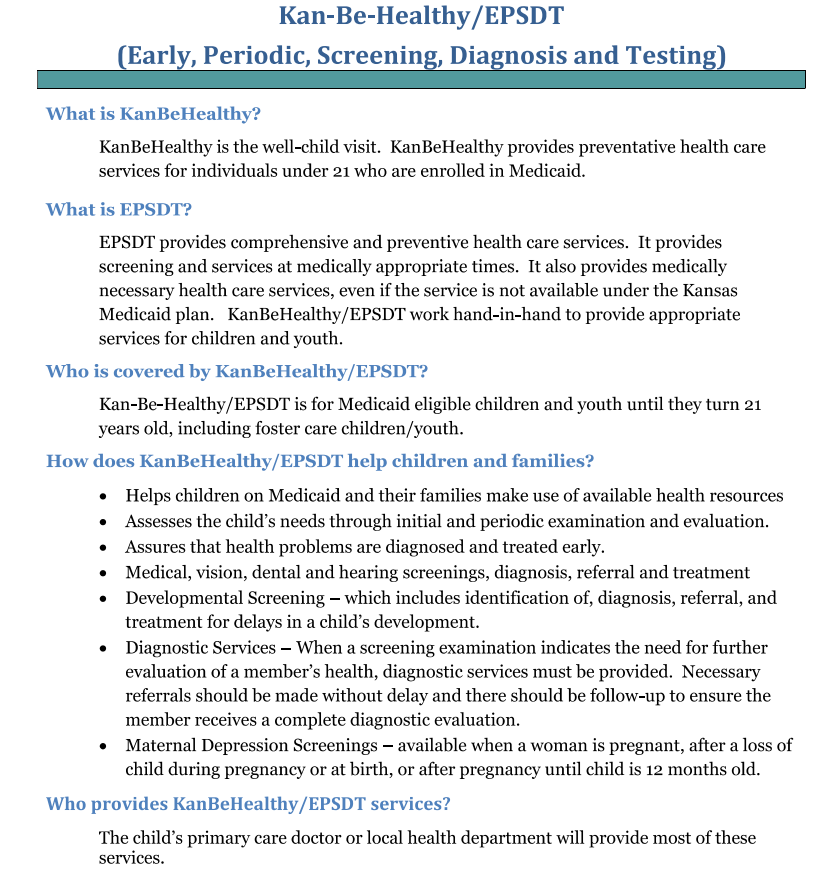 Kan-Be-Healthy/EPSDT
(Early, Periodic, Screening, Diagnosis and Testing)
What is KanBeHealthy?
KanBeHealthy is the well-child visit.  KanBeHealthy provides preventative health care
services for individuals under 21 who are enrolled in Medicaid.
What is EPSDT?
EPSDT provides comprehensive and preventive health care services.  It provides
screening and services at medically appropriate times.  It also provides medically
necessary health care services, even if the service is not available under the Kansas
Medicaid plan.   KanBeHealthy/EPSDT work hand-in-hand to provide appropriate
services for children and youth.
Who is covered by KanBeHealthy/EPSDT?
Kan-Be-Healthy/EPSDT is for Medicaid eligible children and youth until they turn 21
years old, including foster care children/youth.
How does KanBeHealthy/EPSDT help children and families?
• Helps children on Medicaid and their families make use of available health resources
• Assesses the child's needs through initial and periodic examination and evaluation.
• Assures that health problems are diagnosed and treated early.
• Medical, vision, dental and hearing screenings, diagnosis, referral and treatment
• Developmental Screening – which includes identification of, diagnosis, referral, and
treatment for delays in a child's development.
• Diagnostic Services – When a screening examination indicates the need for further
evaluation of a member's health, diagnostic services must be provided.  Necessary
referrals should be made without delay and there should be follow-up to ensure the
member receives a complete diagnostic evaluation.
• Maternal Depression Screenings – available when a woman is pregnant, after a loss of
child during pregnancy or at birth, or after pregnancy until child is 12 months old.
Who provides KanBeHealthy/EPSDT services?
The child's primary care doctor or local health department will provide most of these
services.